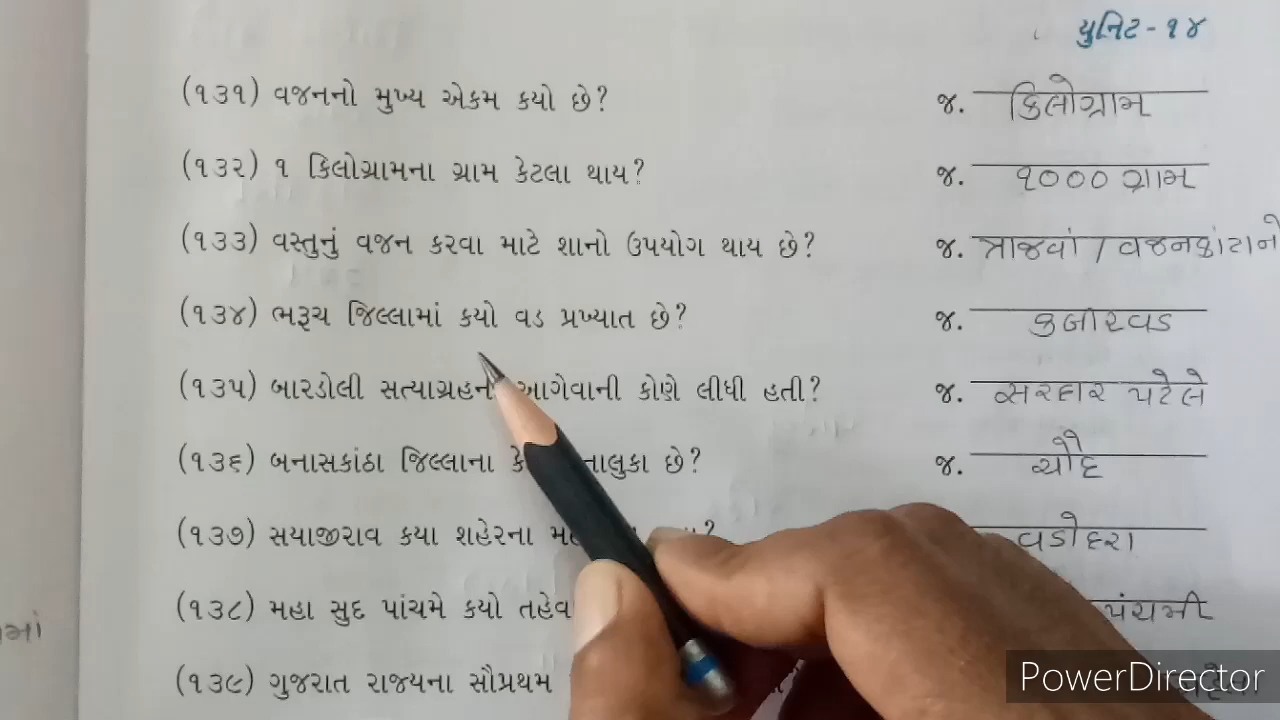 યુનિટ - ૧૪
(૧૩૧) વજનનો મુખ્ય એકમ કયો છે? જ. કિલોગ્રામ
(૧૩૨) ૧ કિલોગ્રામના ગ્રામ કેટલા થાય? જ. ૧૦૦૦ ગ્રામ
(૧૩૩) વસ્તુનું વજન કરવા માટે શાનો ઉપયોગ થાય છે? જ. ત્રાજવાં / વજનકાંટાનો
(૧૩૪) ભરૂચ જિલ્લામાં કયો વડ પ્રખ્યાત છે? જ. કબીરવડ
(૧૩૫) બારડોલી સત્યાગ્રહની આગેવાની કોણે લીધી હતી? જ. સરદાર પટેલે
(૧૩૬) બનાસકાંઠા જિલ્લાના તાલુકા છે? જ. ચૌદ
(૧૩૭) સયાજીરાવ કયા શહેરના વડોદરા
(૧૩૮) મહા સુદ પાંચમે કયો પંચમી
(૧૩૯) ગુજરાત રાજ્યના સૌપ્રથમ
PowerDirector